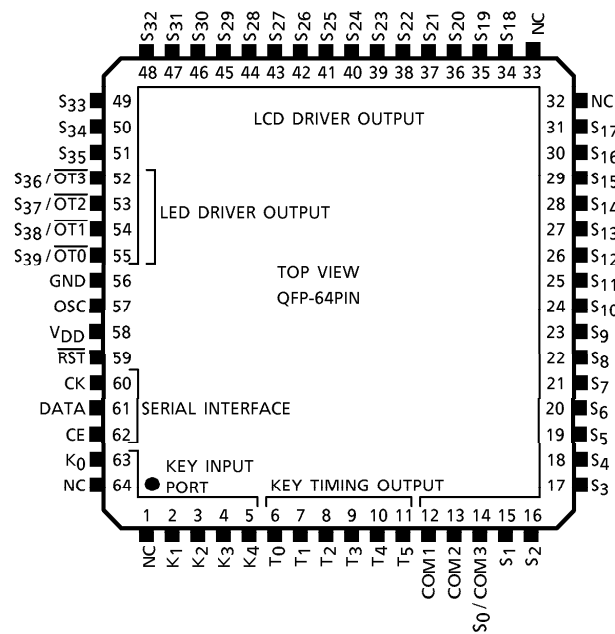 S32 S31 S30 S29 S28 S27 S26 S25 S24 S23 S22 S21 S20 S19 S18 NC
48 47 46 45 44 43 42 41 40 39 38 37 36 35 34 33
S33 49 32 NC
LCD DRIVER OUTPUT
S34 50 31 S17
S35 51 30 S16
S36 / OT3 52 29 S15
S37 / OT2 53 28 S14
LED DRIVER OUTPUT
S38 / OT1 54 27 S13
S39 / OT0 55 26 S12
TOP VIEW
GND 56 25 S11
QFP-64PIN
OSC 57 24 S10
VDD 58 23 S9
RST 59 22 S8
CK 60 21 S7
DATA 61 SERIAL INTERFACE 20 S6
CE 62 19 S5
K0 63 18 S4
KEY INPUT
PORT
NC 64 17 S3
KEY TIMING OUTPUT
1 2 3 4 5 6 7 8 9 10 11 12 13 14 15 16
NC K1 K2 K3 K4 T0 T1 T2 T3 T4 T5 COM1 COM2 S0 / COM3 S1 S2